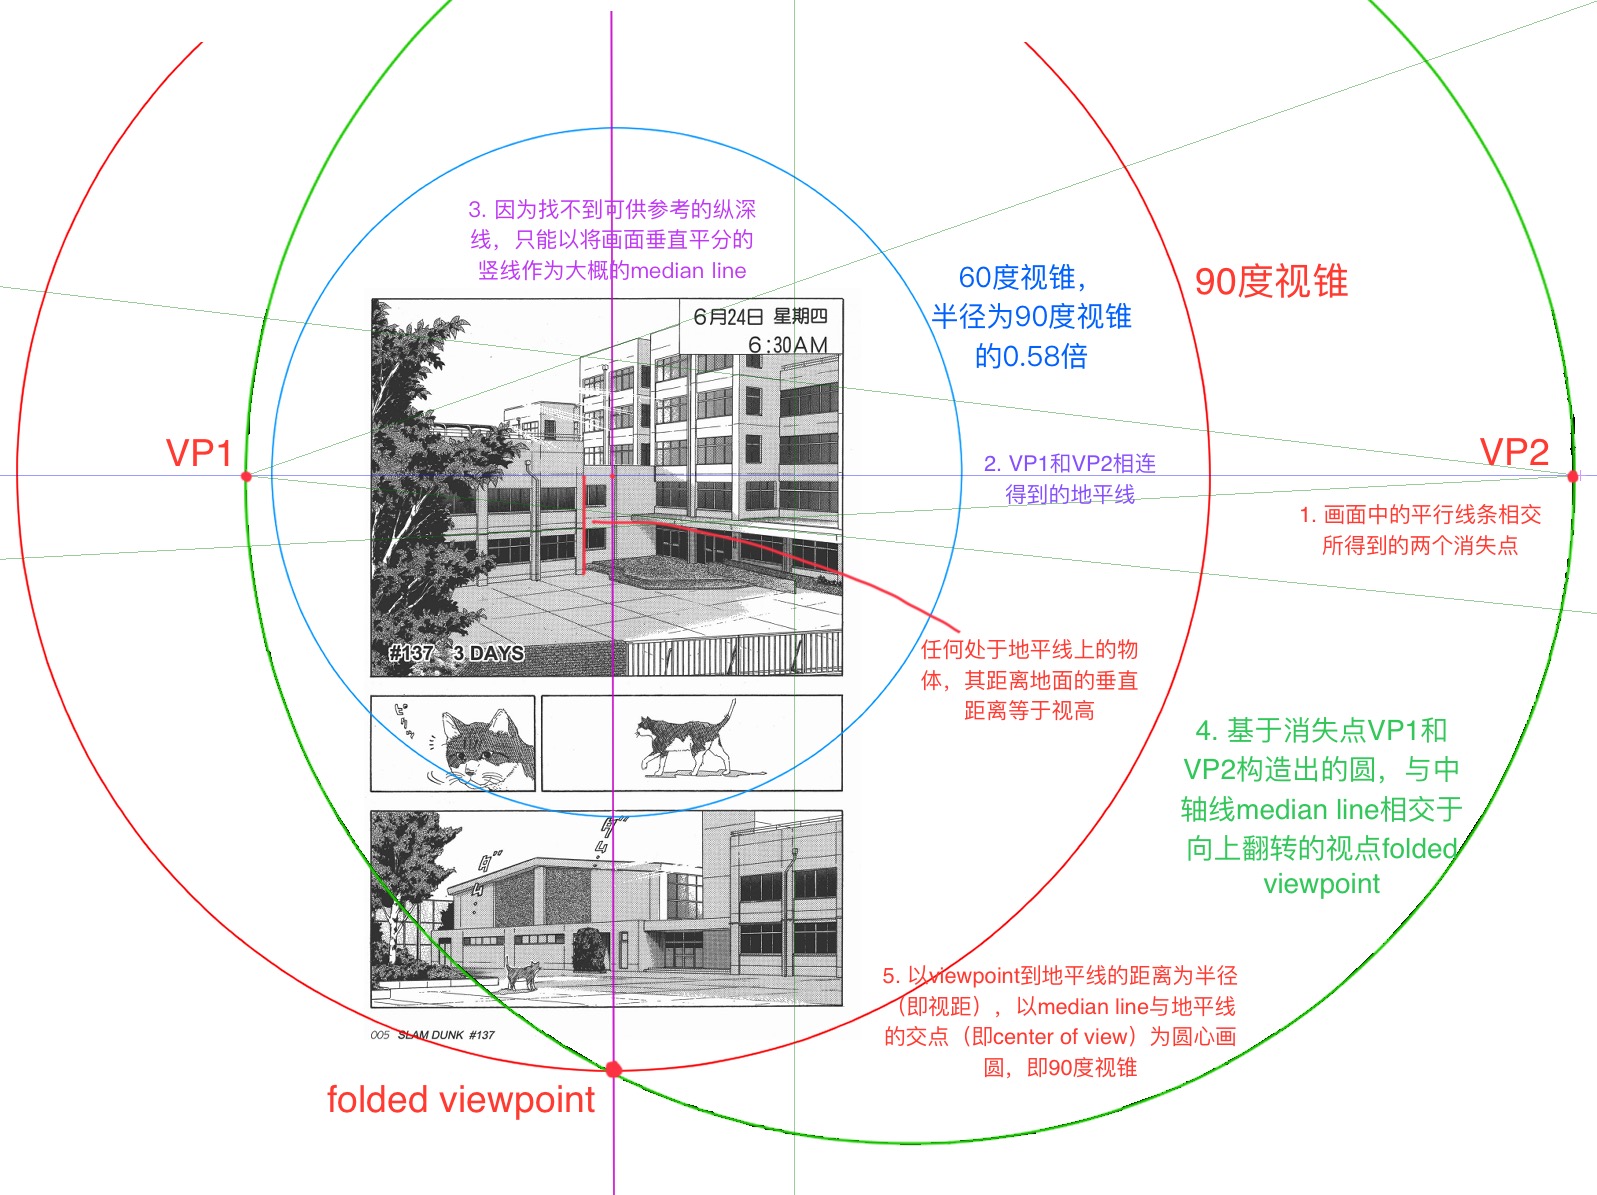 3. 因为找不到可供参考的纵深
线，只能以将画面垂直平分的
竖线作为大概的median line
60度视锥，
半径为90度视锥
的0.58倍
90度视锥
6月24日 星期四
6:30AM
VP1
VP2
2. VP1和VP2相连
得到的地平线
1. 画面中的平行线条相交
所得到的两个消失点
#137 3 DAYS
任何处于地平线上的物
体，其距离地面的垂直
距离等于视高
4. 基于消失点VP1和
VP2构造出的圆，与中
轴线median line相交于
向上翻转的视点folded
viewpoint
5. 以viewpoint到地平线的距离为半径
（即视距），以median line与地平线
的交点（即center of view）为圆心画
圆，即90度视锥
005 SLAM DUNK #137
folded viewpoint